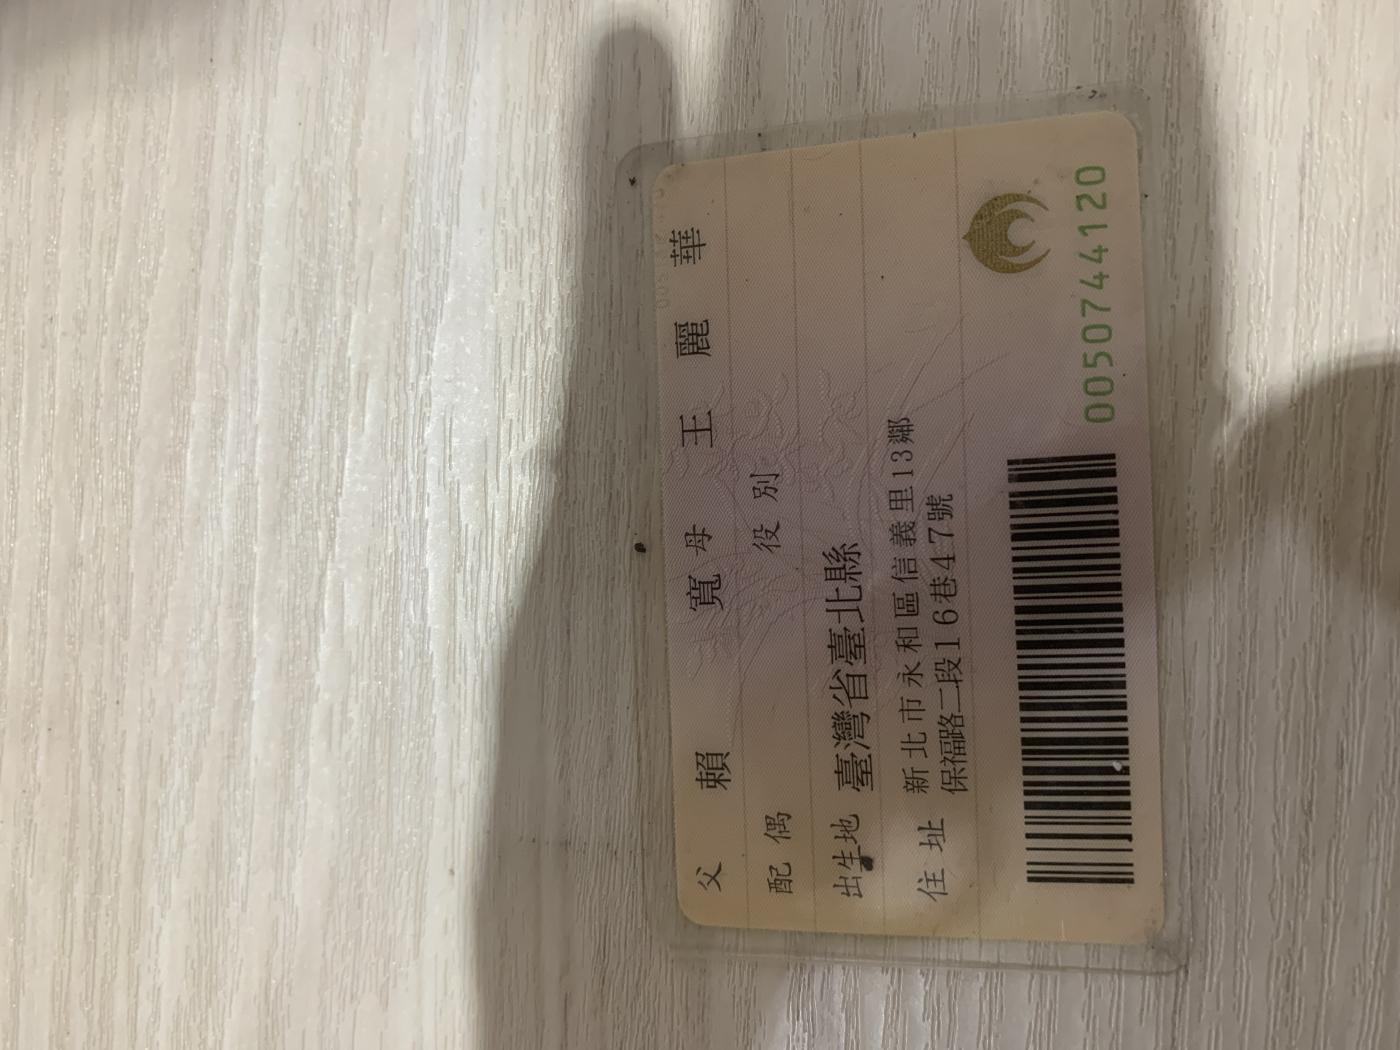 父 賴 寬 母 王 麗 華
配 偶 役 別
出生地 臺灣省臺北縣
住 址 新北市永和區信義里13鄰
保福路二段16巷47號
0050744120